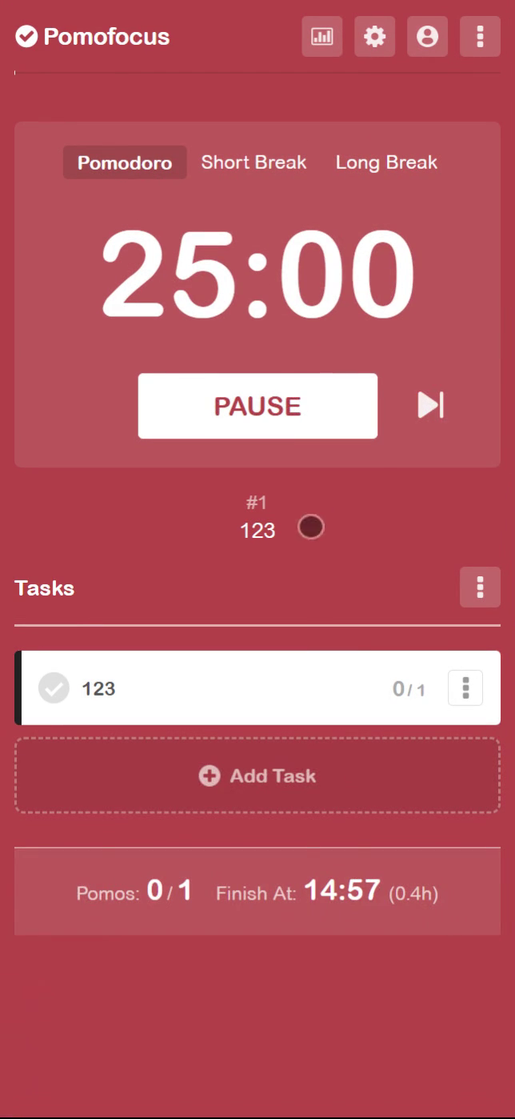 Pomofocus
Pomodoro Short Break Long Break
25:00
PAUSE
#1
123
Tasks
123 0/1
Add Task
Pomos: 0/1 Finish At: 14:57 (0.4h)